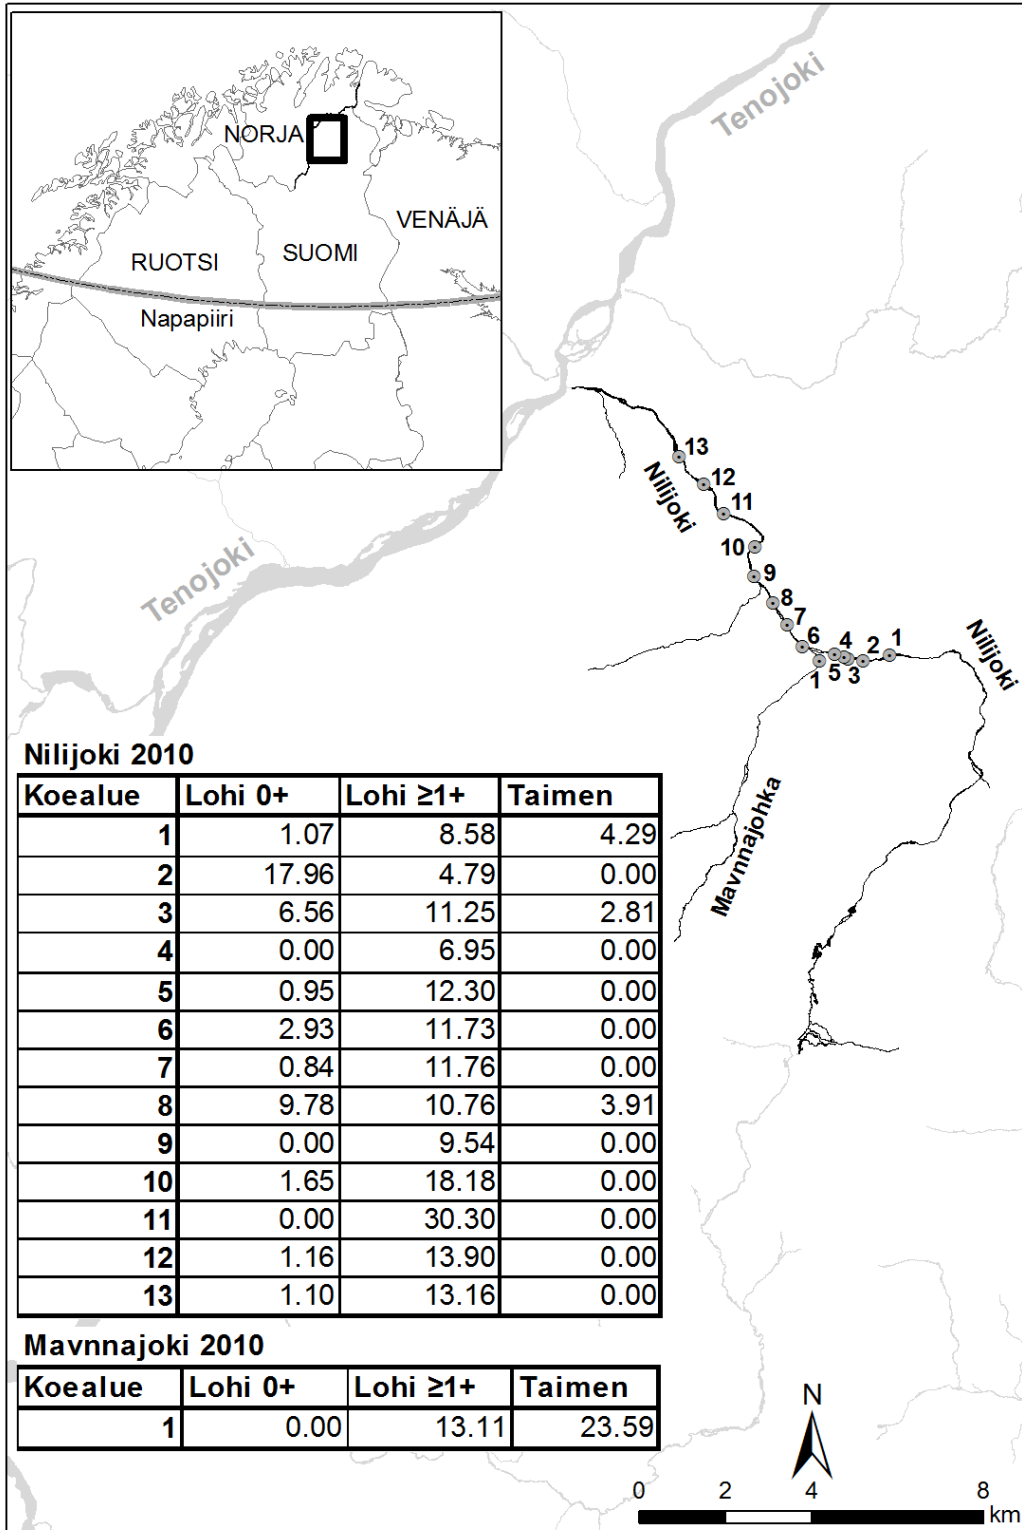 NORJA
VENÄJÄ
RUOTSI
SUOMI
Napapiiri
Tenojoki
Tenojoki
13
12
11
10
9
8
7
6
5
4
3
2
1
1
Nilijoki
Nilijoki
Mavnnajohka
Nilijoki 2010
Koealue Lohi 0+ Lohi ≥1+ Taimen
1 1.07 8.58 4.29
2 17.96 4.79 0.00
3 6.56 11.25 2.81
4 0.00 6.95 0.00
5 0.95 12.30 0.00
6 2.93 11.73 0.00
7 0.84 11.76 0.00
8 9.78 10.76 3.91
9 0.00 9.54 0.00
10 1.65 18.18 0.00
11 0.00 30.30 0.00
12 1.16 13.90 0.00
13 1.10 13.16 0.00
Mavnnajoki 2010
Koealue Lohi 0+ Lohi ≥1+ Taimen
1 0.00 13.11 23.59
N
0 2 4 8
km